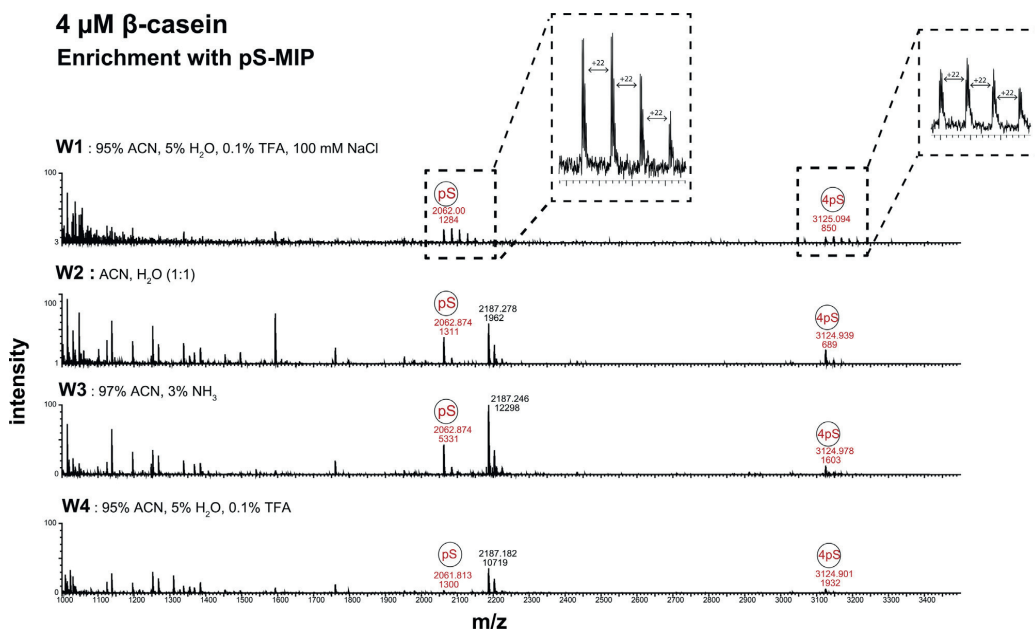 4 µM β-casein
Enrichment with pS-MIP
+22
+22
+22
+22
+22
+22
W1 : 95% ACN, 5% H₂O, 0.1% TFA, 100 mM NaCl
100
3
pS
2062.00
1284
4pS
3125.094
850
W2 : ACN, H₂O (1:1)
100
1
pS
2062.874
1311
2187.278
1962
4pS
3124.939
689
W3 : 97% ACN, 3% NH₃
100
0
pS
2062.874
5331
2187.246
12298
4pS
3124.978
1603
W4 : 95% ACN, 5% H₂O, 0.1% TFA
100
0
pS
2061.813
1300
2187.182
10719
4pS
3124.901
1932
1000 1100 1200 1300 1400 1500 1600 1700 1800 1900 2000 2100 2200 2300 2400 2500 2600 2700 2800 2900 3000 3100 3200 3300 3400
m/z
intensity